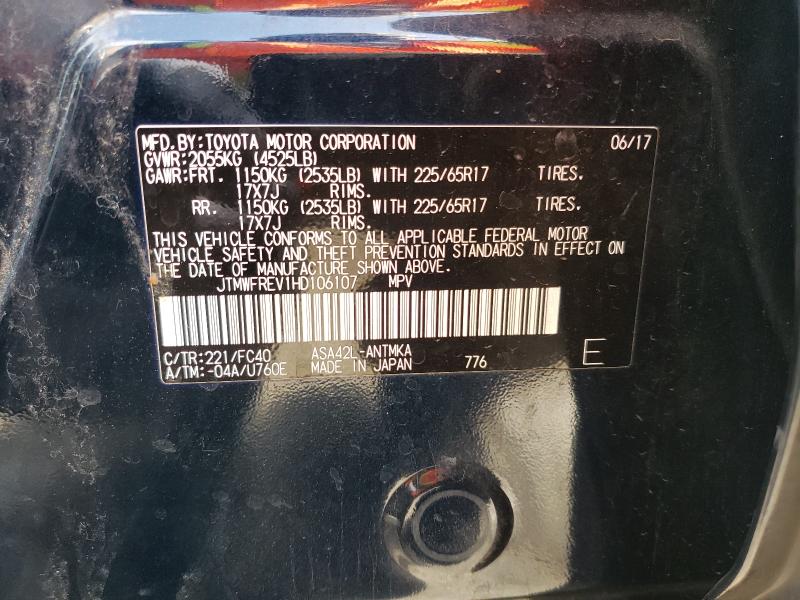 MFD.BY:TOYOTA MOTOR CORPORATION 06/17
GVWR:2055KG (4525LB)
GAWR:FRT. 1150KG (2535LB) WITH 225/65R17 TIRES.
17X7J RIMS.
RR. 1150KG (2535LB) WITH 225/65R17 TIRES.
17X7J RIMS.
THIS VEHICLE CONFORMS TO ALL APPLICABLE FEDERAL MOTOR
VEHICLE SAFETY AND THEFT PREVENTION STANDARDS IN EFFECT ON
THE DATE OF MANUFACTURE SHOWN ABOVE.
JTMWFREV1HD106107 MPV
C/TR:221/FC40 ASA42L-ANTMKA
A/TM:-04A/U760E MADE IN JAPAN 776 E